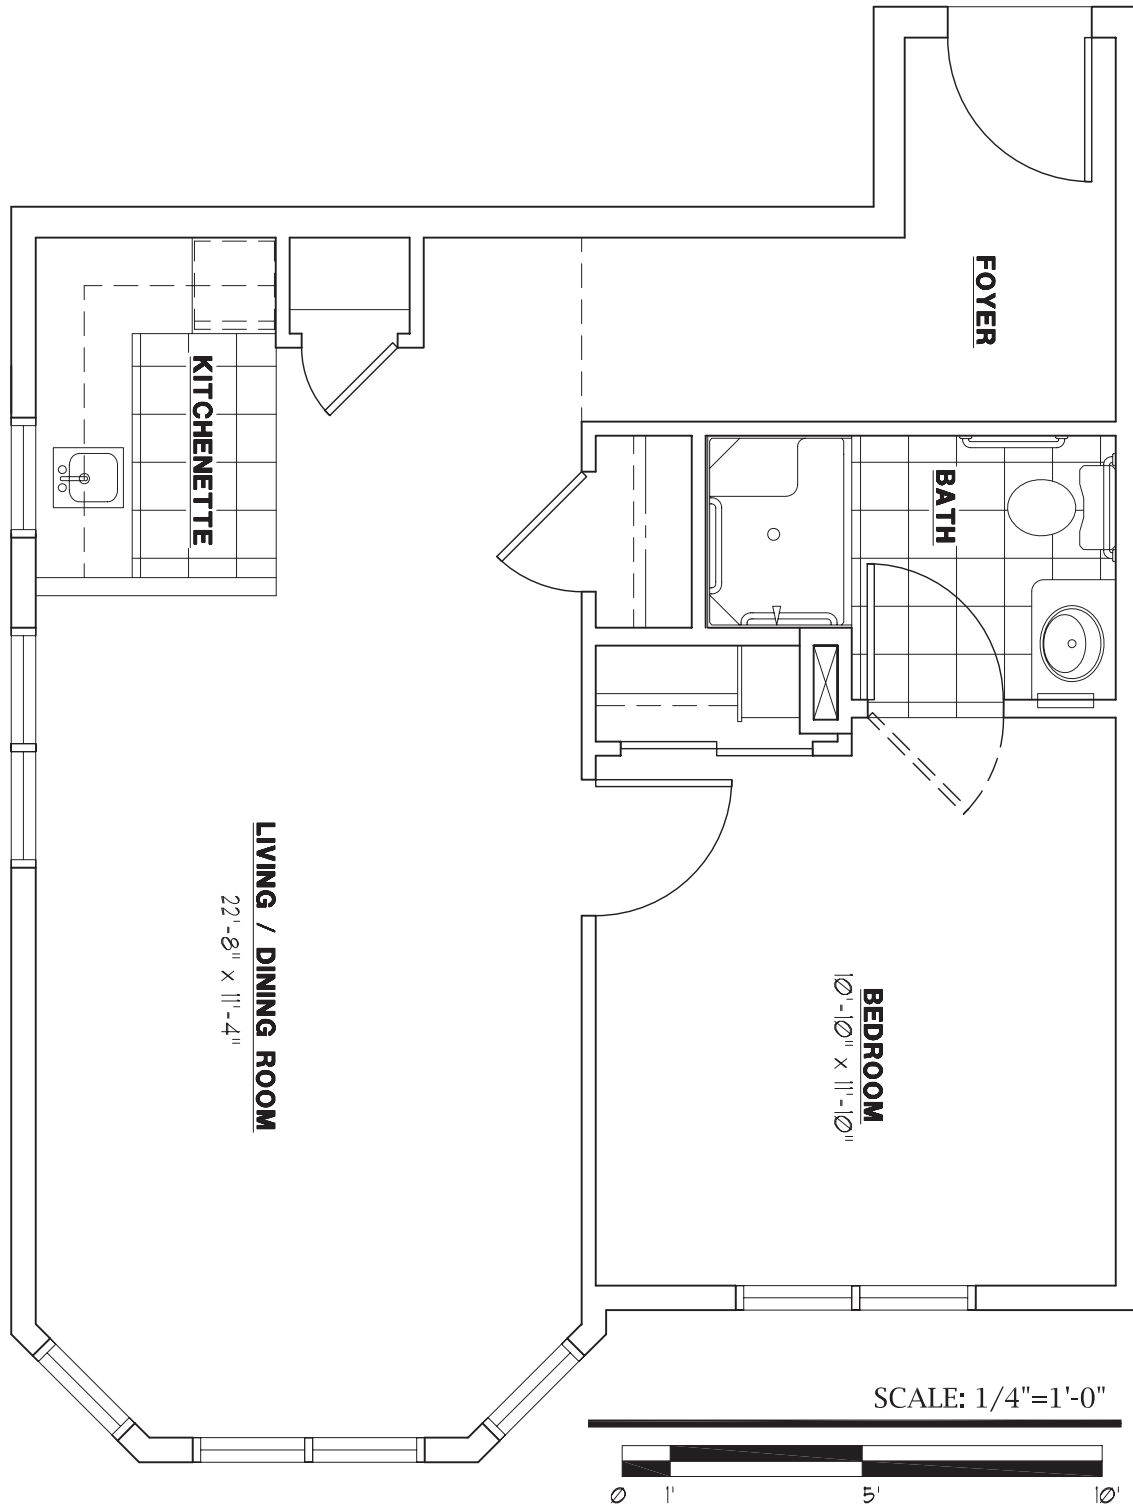 FOYER
KITCHENETTE
BATH
LIVING / DINING ROOM
22'-8" x 11'-4"
BEDROOM
10'-10" x 11'-10"
SCALE: 1/4"=1'-0"
0 1' 5' 10'